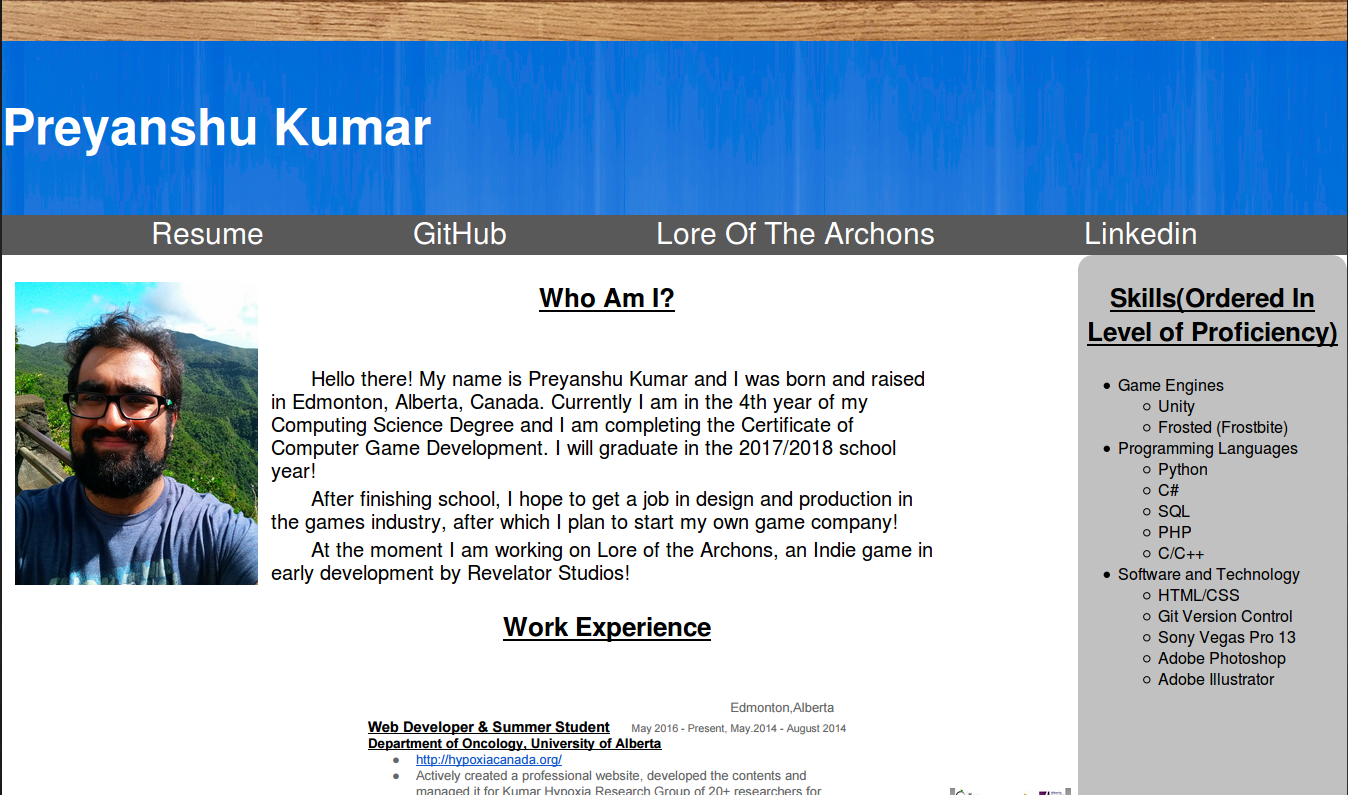 Preyanshu Kumar
Resume GitHub Lore Of The Archons Linkedin
Who Am I?
Hello there! My name is Preyanshu Kumar and I was born and raised
in Edmonton, Alberta, Canada. Currently I am in the 4th year of my
Computing Science Degree and I am completing the Certificate of
Computer Game Development. I will graduate in the 2017/2018 school
year!
After finishing school, I hope to get a job in design and production in
the games industry, after which I plan to start my own game company!
At the moment I am working on Lore of the Archons, an Indie game in
early development by Revelator Studios!
Work Experience
Edmonton,Alberta
Web Developer & Summer Student May 2016 - Present, May.2014 - August 2014
Department of Oncology, University of Alberta
● http://hypoxiacanada.org/
● Actively created a professional website, developed the contents and
managed it for Kumar Hypoxia Research Group of 20+ researchers for
Skills(Ordered In
Level of Proficiency)
• Game Engines
○ Unity
○ Frosted (Frostbite)
• Programming Languages
○ Python
○ C#
○ SQL
○ PHP
○ C/C++
• Software and Technology
○ HTML/CSS
○ Git Version Control
○ Sony Vegas Pro 13
○ Adobe Photoshop
○ Adobe Illustrator